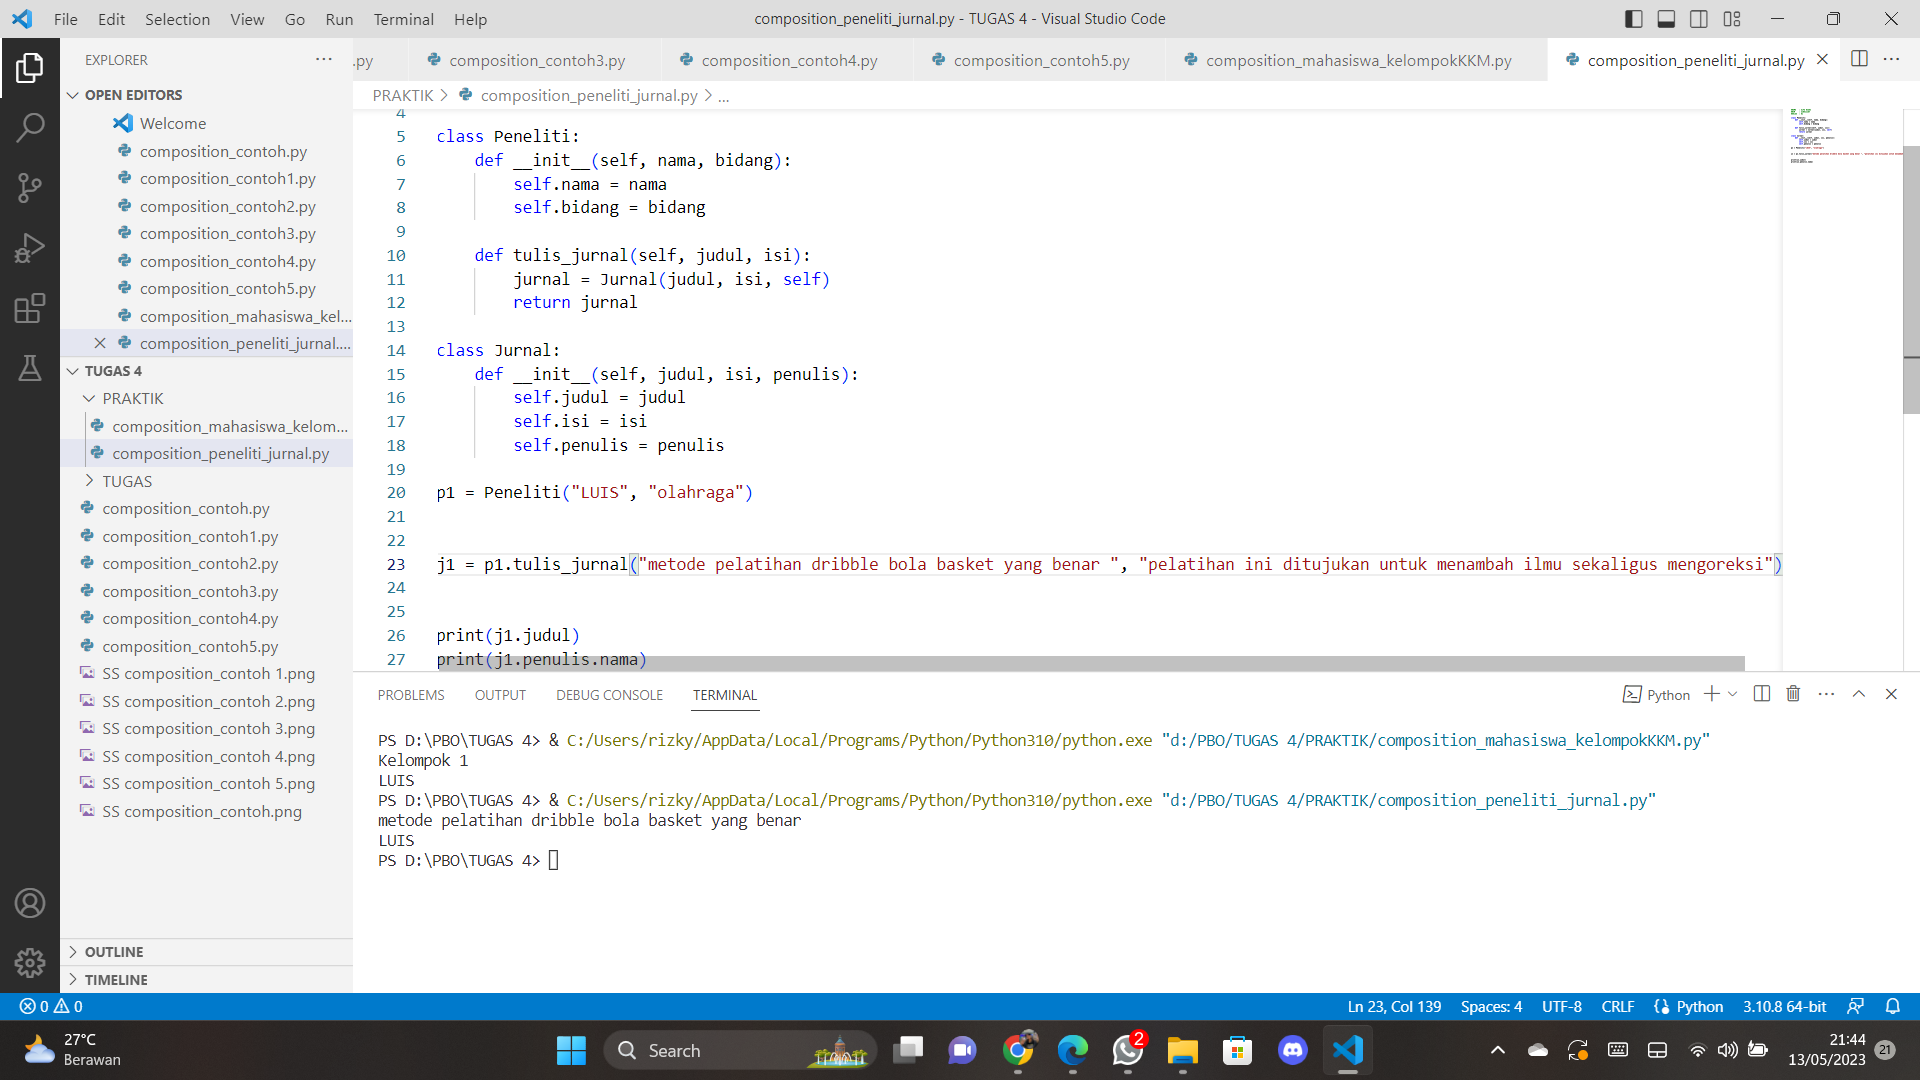 File Edit Selection View Go Run Terminal Help
composition_peneliti_jurnal.py - TUGAS 4 - Visual Studio Code
EXPLORER
.py
composition_contoh3.py
composition_contoh4.py
composition_contoh5.py
composition_mahasiswa_kelompokKKM.py
composition_peneliti_jurnal.py
OPEN EDITORS
Welcome
composition_contoh.py
composition_contoh1.py
composition_contoh2.py
composition_contoh3.py
composition_contoh4.py
composition_contoh5.py
composition_mahasiswa_kel...
composition_peneliti_jurnal....
TUGAS 4
PRAKTIK
composition_mahasiswa_kelom...
composition_peneliti_jurnal.py
TUGAS
composition_contoh.py
composition_contoh1.py
composition_contoh2.py
composition_contoh3.py
composition_contoh4.py
composition_contoh5.py
SS composition_contoh 1.png
SS composition_contoh 2.png
SS composition_contoh 3.png
SS composition_contoh 4.png
SS composition_contoh 5.png
SS composition_contoh.png
OUTLINE
TIMELINE
PRAKTIK > composition_peneliti_jurnal.py > ...
4
5 class Peneliti:
6 def __init__(self, nama, bidang):
7 self.nama = nama
8 self.bidang = bidang
9
10 def tulis_jurnal(self, judul, isi):
11 jurnal = Jurnal(judul, isi, self)
12 return jurnal
13
14 class Jurnal:
15 def __init__(self, judul, isi, penulis):
16 self.judul = judul
17 self.isi = isi
18 self.penulis = penulis
19
20 p1 = Peneliti("LUIS", "olahraga")
21
22
23 j1 = p1.tulis_jurnal("metode pelatihan dribble bola basket yang benar ", "pelatihan ini ditujukan untuk menambah ilmu sekaligus mengoreksi")
24
25
26 print(j1.judul)
27 print(j1.penulis.nama)
PROBLEMS OUTPUT DEBUG CONSOLE TERMINAL
Python
PS D:\PBO\TUGAS 4> & C:/Users/rizky/AppData/Local/Programs/Python/Python310/python.exe "d:/PBO/TUGAS 4/PRAKTIK/composition_mahasiswa_kelompokKKM.py"
Kelompok 1
LUIS
PS D:\PBO\TUGAS 4> & C:/Users/rizky/AppData/Local/Programs/Python/Python310/python.exe "d:/PBO/TUGAS 4/PRAKTIK/composition_peneliti_jurnal.py"
metode pelatihan dribble bola basket yang benar
LUIS
PS D:\PBO\TUGAS 4>
0 0
Ln 23, Col 139 Spaces: 4 UTF-8 CRLF Python 3.10.8 64-bit
27°C
Berawan
Search
2
21:44
13/05/2023
21